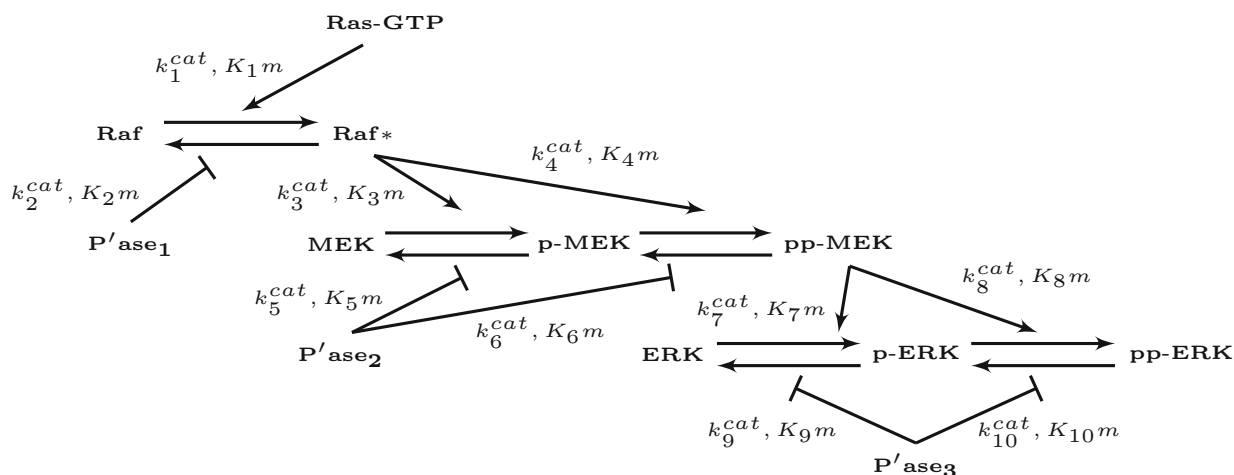 Ras-GTP
k₁ᶜᵃᵗ, K₁m
Raf
Raf*
k₄ᶜᵃᵗ, K₄m
k₂ᶜᵃᵗ, K₂m
k₃ᶜᵃᵗ, K₃m
P′ase₁
MEK
p-MEK
pp-MEK
k₅ᶜᵃᵗ, K₅m
k₈ᶜᵃᵗ, K₈m
k₆ᶜᵃᵗ, K₆m
k₇ᶜᵃᵗ, K₇m
P′ase₂
ERK
p-ERK
pp-ERK
k₉ᶜᵃᵗ, K₉m
k₁₀ᶜᵃᵗ, K₁₀m
P′ase₃